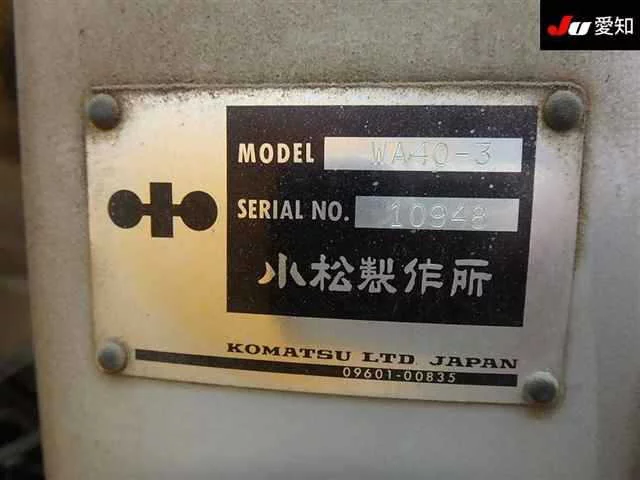 JU 愛知
MODEL WA40-3
SERIAL NO. 10948
小松製作所
KOMATSU LTD. JAPAN
09601-00835